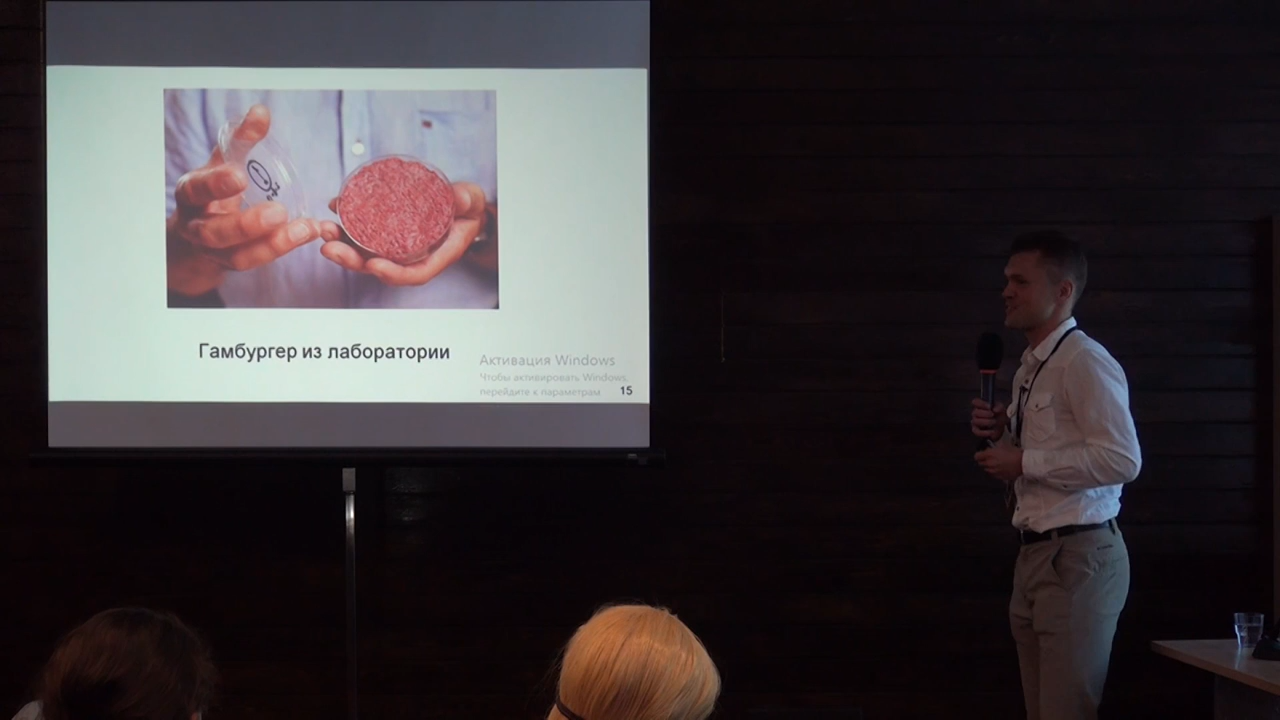 Гамбургер из лаборатории
Активация Windows
Чтобы активировать Windows,
перейдите к параметрам
15